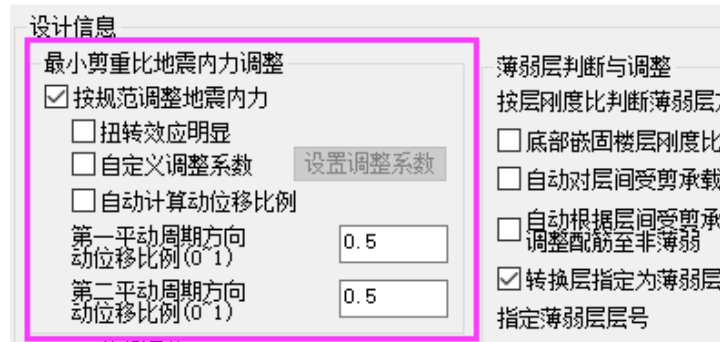 设计信息
最小剪重比地震内力调整
按规范调整地震内力
扭转效应明显
自定义调整系数
设置调整系数
自动计算动位移比例
第一平动周期方向
动位移比例(0~1)
0.5
第二平动周期方向
动位移比例(0~1)
0.5
薄弱层判断与调整
按层刚度比判断薄弱层
底部嵌固楼层刚度比
自动对层间受剪承载
自动根据层间受剪承
调整配筋至非薄弱
转换层指定为薄弱层
指定薄弱层层号